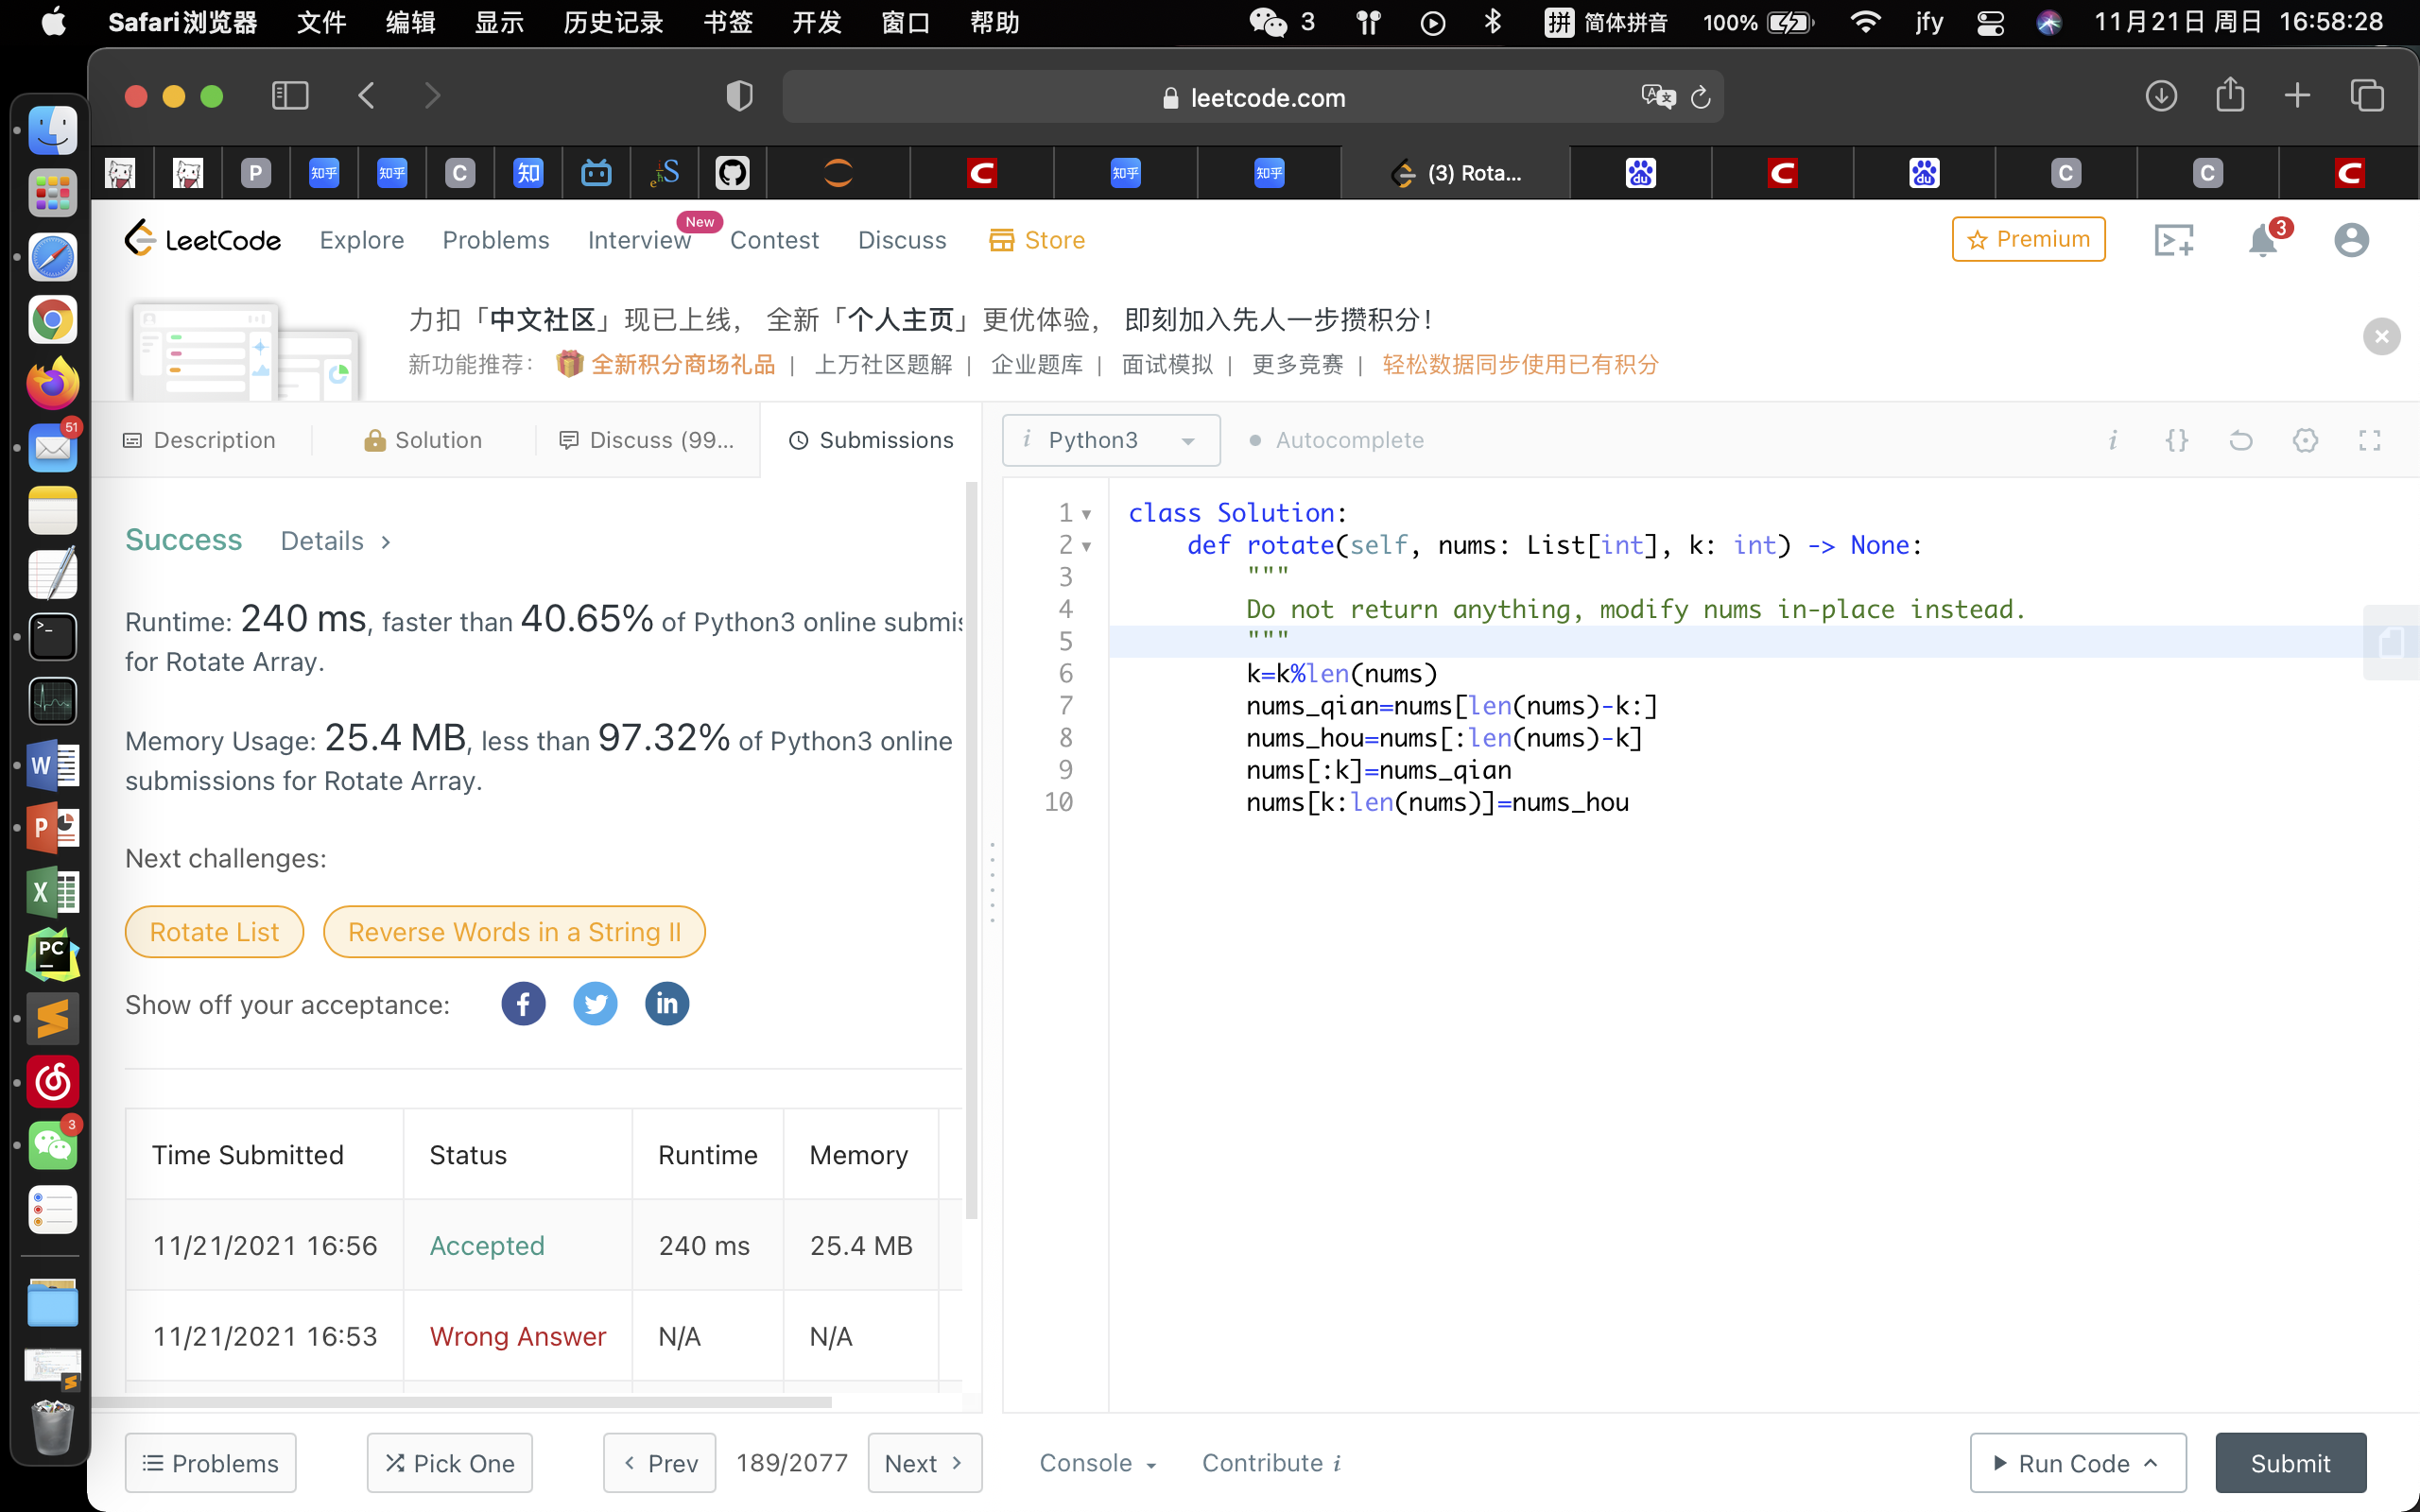 Safari浏览器 文件 编辑 显示 历史记录 书签 开发 窗口 帮助 3 拼 简体拼音 100% jfy 11月21日 周日 16:58:28
leetcode.com
P 知乎 知乎 C 知 C 知乎 知乎 (3) Rota... du C du C C C
LeetCode Explore Problems Interview New Contest Discuss Store Premium 3
力扣「中文社区」现已上线， 全新「个人主页」更优体验， 即刻加入先人一步攒积分！
新功能推荐： 全新积分商场礼品 | 上万社区题解 | 企业题库 | 面试模拟 | 更多竞赛 | 轻松数据同步使用已有积分
Description Solution Discuss (99... Submissions
i Python3 Autocomplete i {}
Success Details ›
Runtime: 240 ms, faster than 40.65% of Python3 online submis
for Rotate Array.
Memory Usage: 25.4 MB, less than 97.32% of Python3 online
submissions for Rotate Array.
Next challenges:
Rotate List Reverse Words in a String II
Show off your acceptance: f in
Time Submitted Status Runtime Memory
11/21/2021 16:56 Accepted 240 ms 25.4 MB
11/21/2021 16:53 Wrong Answer N/A N/A
1 class Solution:
2 def rotate(self, nums: List[int], k: int) -> None:
3 """
4 Do not return anything, modify nums in-place instead.
5 """
6 k=k%len(nums)
7 nums_qian=nums[len(nums)-k:]
8 nums_hou=nums[:len(nums)-k]
9 nums[:k]=nums_qian
10 nums[k:len(nums)]=nums_hou
Problems Pick One ‹ Prev 189/2077 Next › Console Contribute i Run Code Submit
51
W
P
X
PC
3